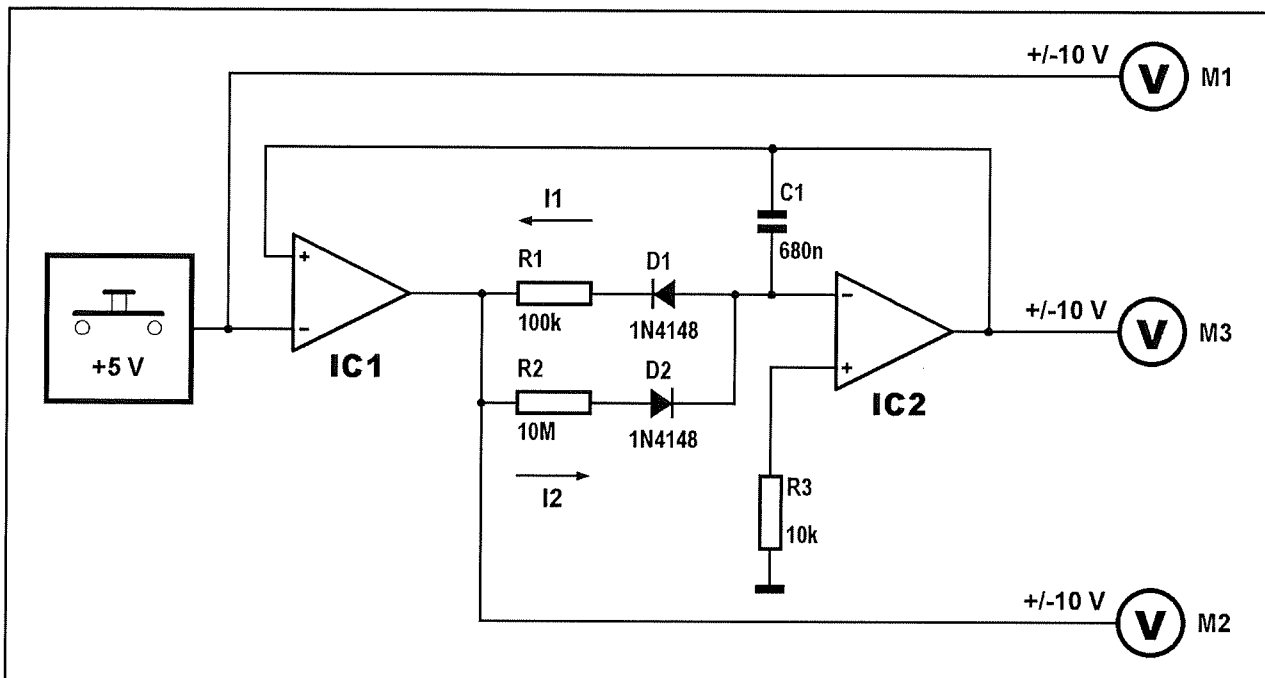 +/-10 V
V
M1
C1
680n
I1
+
-
R1
100k
D1
1N4148
-
+
+5 V
IC1
+/-10 V
V
M3
R2
10M
D2
1N4148
IC2
I2
R3
10k
+/-10 V
V
M2